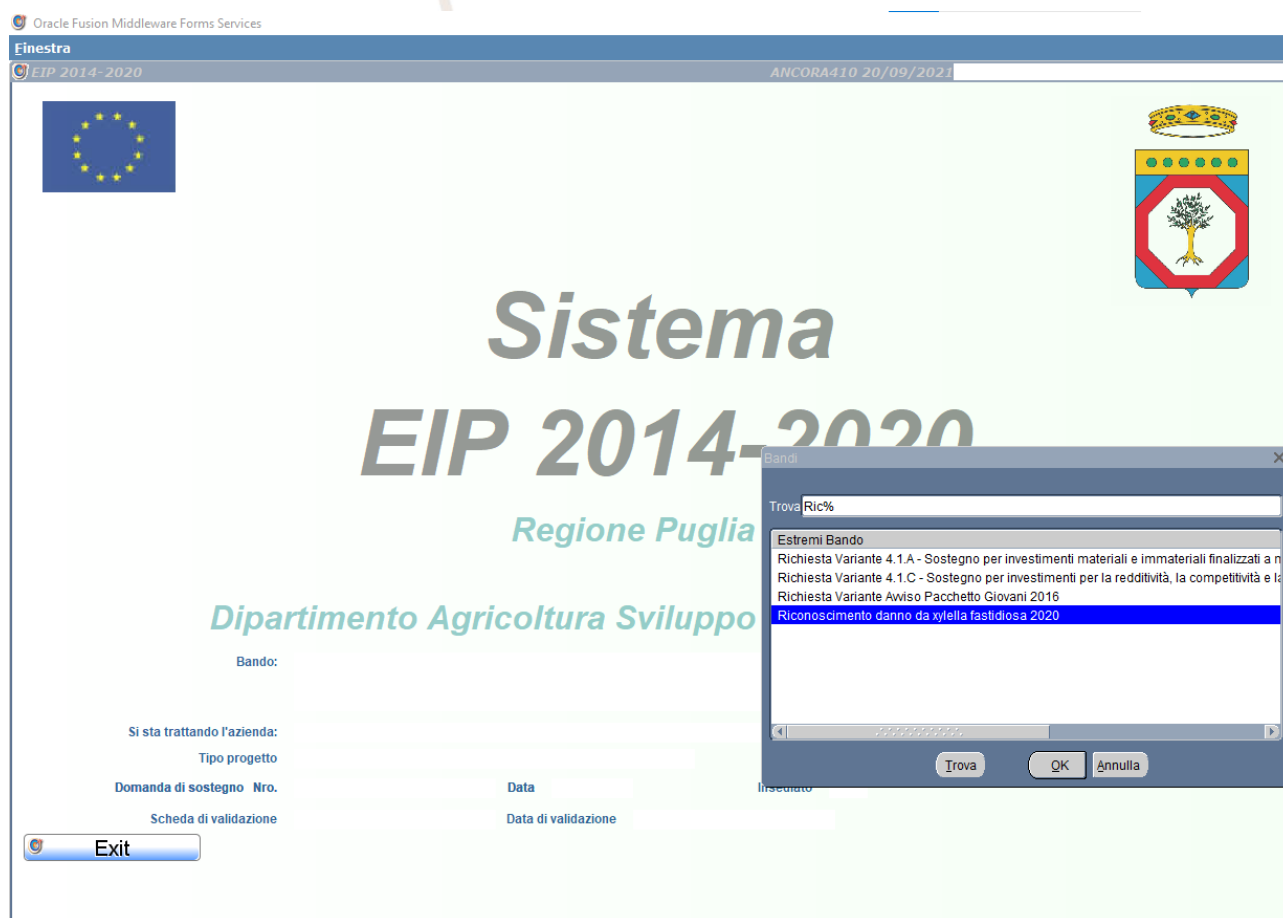 Oracle Fusion Middleware Forms Services
Finestra
EIP 2014-2020 ANCORA410 20/09/2021
Sistema
EIP 2014-2020
Regione Puglia
Dipartimento Agricoltura Sviluppo
Bandi
Trova Ric%
Estremi Bando
Richiesta Variante 4.1.A - Sostegno per investimenti materiali e immateriali finalizzati a
Richiesta Variante 4.1.C - Sostegno per investimenti per la redditività, la competitività e
Richiesta Variante Avviso Pacchetto Giovani 2016
Riconoscimento danno da xylella fastidiosa 2020
Trova OK Annulla
Bando:
Si sta trattando l'azienda:
Tipo progetto
Domanda di sostegno Nro. Data Insediato
Scheda di validazione Data di validazione
Exit